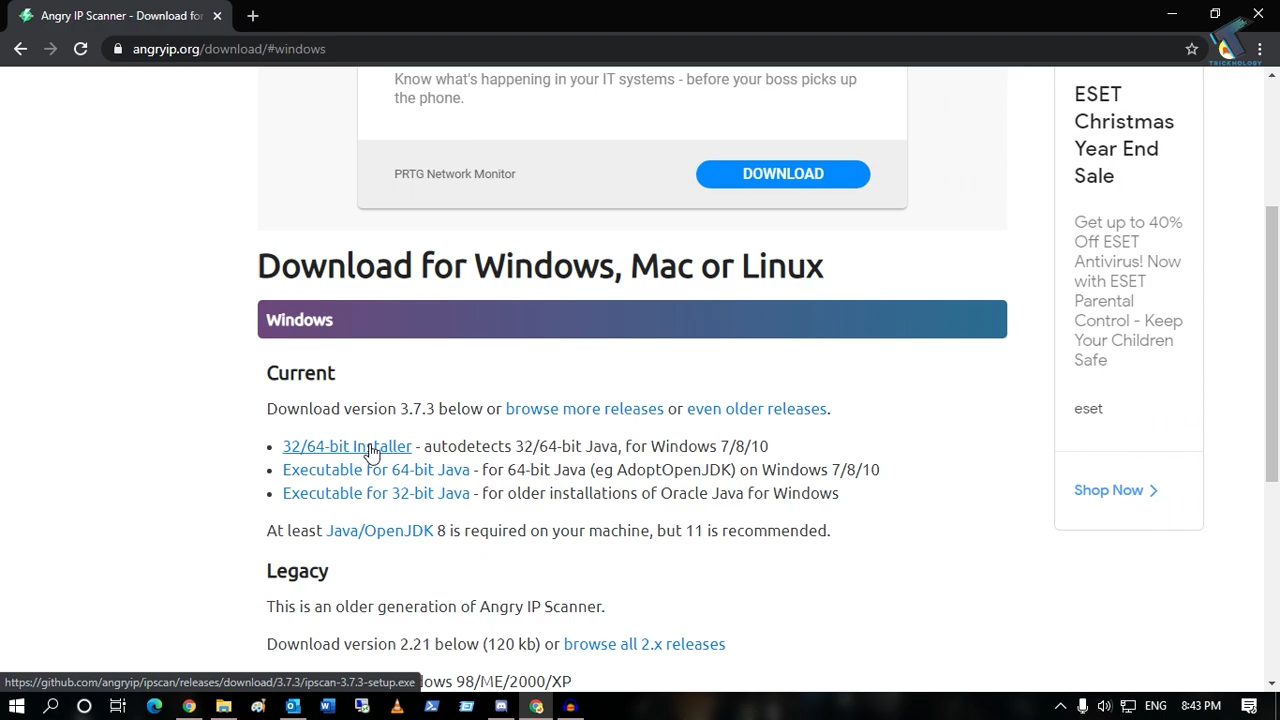 Angry IP Scanner - Download for
angryip.org/download/#windows
TRICKNOLOGY
Know what's happening in your IT systems - before your boss picks up
the phone.
PRTG Network Monitor
DOWNLOAD
ESET
Christmas
Year End
Sale
Get up to 40%
Off ESET
Antivirus! Now
with ESET
Parental
Control - Keep
Your Children
Safe
eset
Shop Now
Download for Windows, Mac or Linux
Windows
Current
Download version 3.7.3 below or browse more releases or even older releases.
• 32/64-bit Installer - autodetects 32/64-bit Java, for Windows 7/8/10
• Executable for 64-bit Java - for 64-bit Java (eg AdoptOpenJDK) on Windows 7/8/10
• Executable for 32-bit Java - for older installations of Oracle Java for Windows
At least Java/OpenJDK 8 is required on your machine, but 11 is recommended.
Legacy
This is an older generation of Angry IP Scanner.
Download version 2.21 below (120 kb) or browse all 2.x releases
https://github.com/angryip/ipscan/releases/download/3.7.3/ipscan-3.7.3-setup.exe
98/ME/2000/XP
ENG
8:43 PM